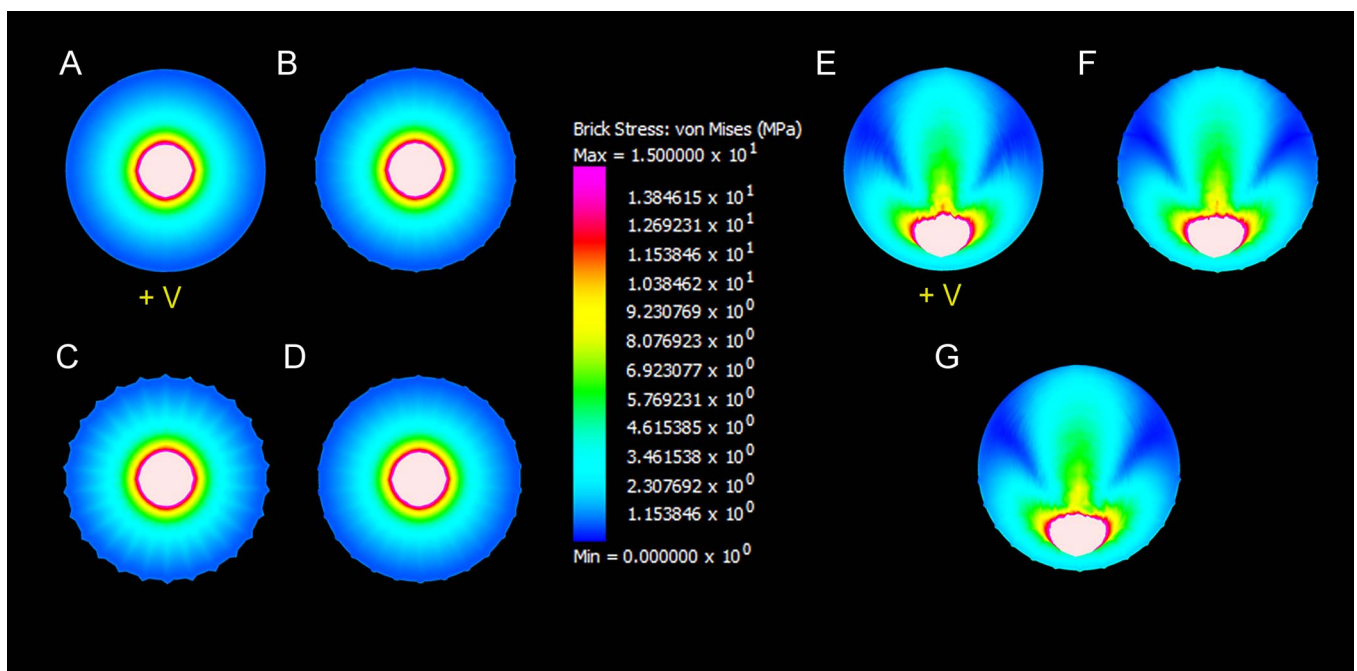 A
B
+ V
C
D
Brick Stress: von Mises (MPa)
Max = 1.500000 x 10¹
1.384615 x 10¹
1.269231 x 10¹
1.153846 x 10¹
1.038462 x 10¹
9.230769 x 10⁰
8.076923 x 10⁰
6.923077 x 10⁰
5.769231 x 10⁰
4.615385 x 10⁰
3.461538 x 10⁰
2.307692 x 10⁰
1.153846 x 10⁰
Min = 0.000000 x 10⁰
E
F
+ V
G